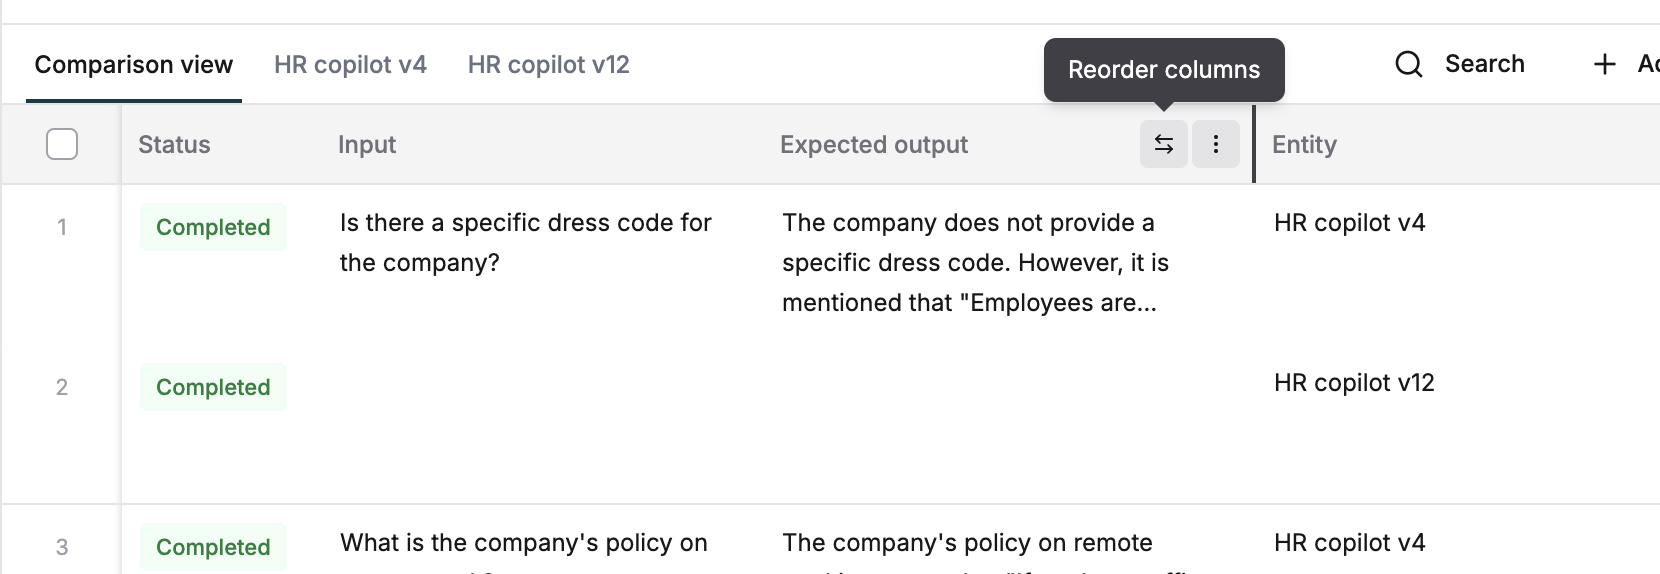 Comparison view HR copilot v4 HR copilot v12 Reorder columns Search
Status Input Expected output Entity
1 Completed Is there a specific dress code for The company does not provide a HR copilot v4
the company? specific dress code. However, it is
mentioned that "Employees are...
2 Completed HR copilot v12
3 Completed What is the company's policy on The company's policy on remote HR copilot v4